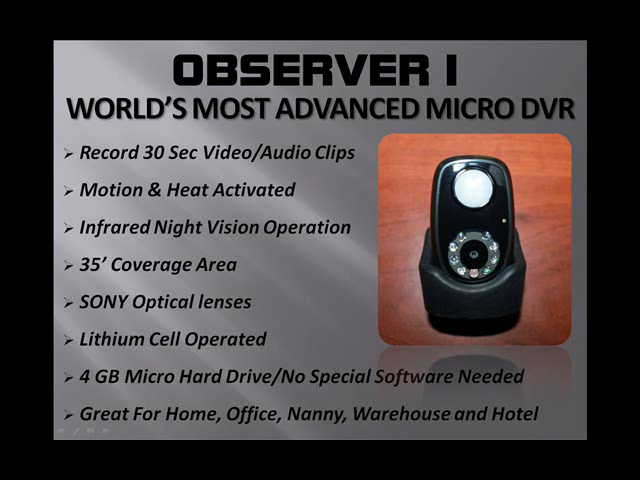 OBSERVER I
WORLD'S MOST ADVANCED MICRO DVR
➢ Record 30 Sec Video/Audio Clips
➢ Motion & Heat Activated
➢ Infrared Night Vision Operation
➢ 35' Coverage Area
➢ SONY Optical lenses
➢ Lithium Cell Operated
➢ 4 GB Micro Hard Drive/No Special Software Needed
➢ Great For Home, Office, Nanny, Warehouse and Hotel